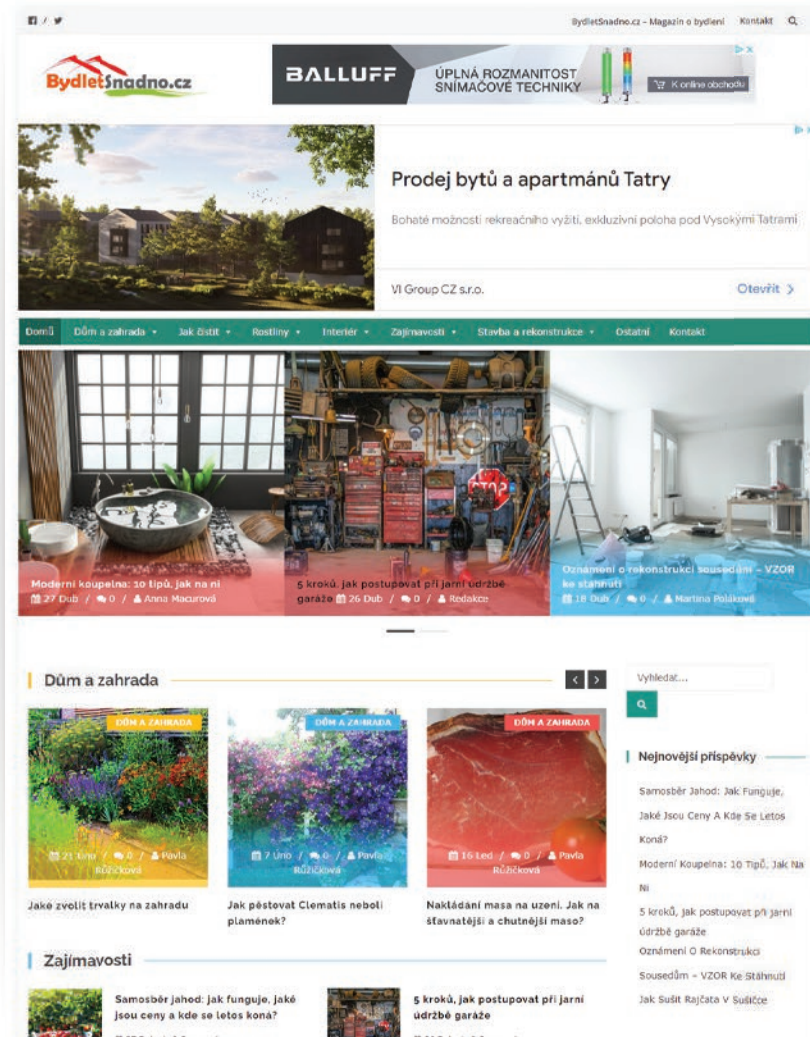 BydletSnadno.cz – Magazín o bydlení Kontakt
BydletSnadno.cz
BALLUFF
ÚPLNÁ ROZMANITOST
SNÍMAČOVÉ TECHNIKY
K online obchodu
Prodej bytů a apartmánů Tatry
Bohaté možnosti rekreačního vyžití, exkluzivní poloha pod Vysokými Tatrami
VI Group CZ s.r.o.
Otevřít
Domů Dům a zahrada Jak čistit Rostliny Interiér Zajímavosti Stavba a rekonstrukce Ostatní Kontakt
STOP
Moderní koupelna: 10 tipů, jak na ni
27 Dub / 0 / Anna Macurová
5 kroků, jak postupovat při jarní údržbě
garáže 26 Dub / 0 / Redakce
Oznámení o rekonstrukci sousedům – VZOR
ke stáhnutí
18 Dub / 0 / Martina Poláková
Dům a zahrada
DŮM A ZAHRADA
21 Úno / 0 / Pavla
Růžičková
Jaké zvolit trvalky na zahradu
DŮM A ZAHRADA
7 Úno / 0 / Pavla
Růžičková
Jak pěstovat Clematis neboli
plamének?
DŮM A ZAHRADA
16 Led / 0 / Pavla
Růžičková
Nakládání masa na uzení. Jak na
šťavnatější a chutnější maso?
Zajímavosti
Samosběr jahod: jak funguje, jaké
jsou ceny a kde se letos koná?
5 kroků, jak postupovat při jarní
údržbě garáže
Vyhledat...
Nejnovější příspěvky
Samosběr Jahod: Jak Funguje,
Jaké Jsou Ceny A Kde Se Letos
Koná?
Moderní Koupelna: 10 Tipů, Jak Na
Ni
5 kroků, jak postupovat při jarní
údržbě garáže
Oznámení O Rekonstrukci
Sousedům – VZOR Ke Stáhnutí
Jak Sušit Rajčata V Sušičce